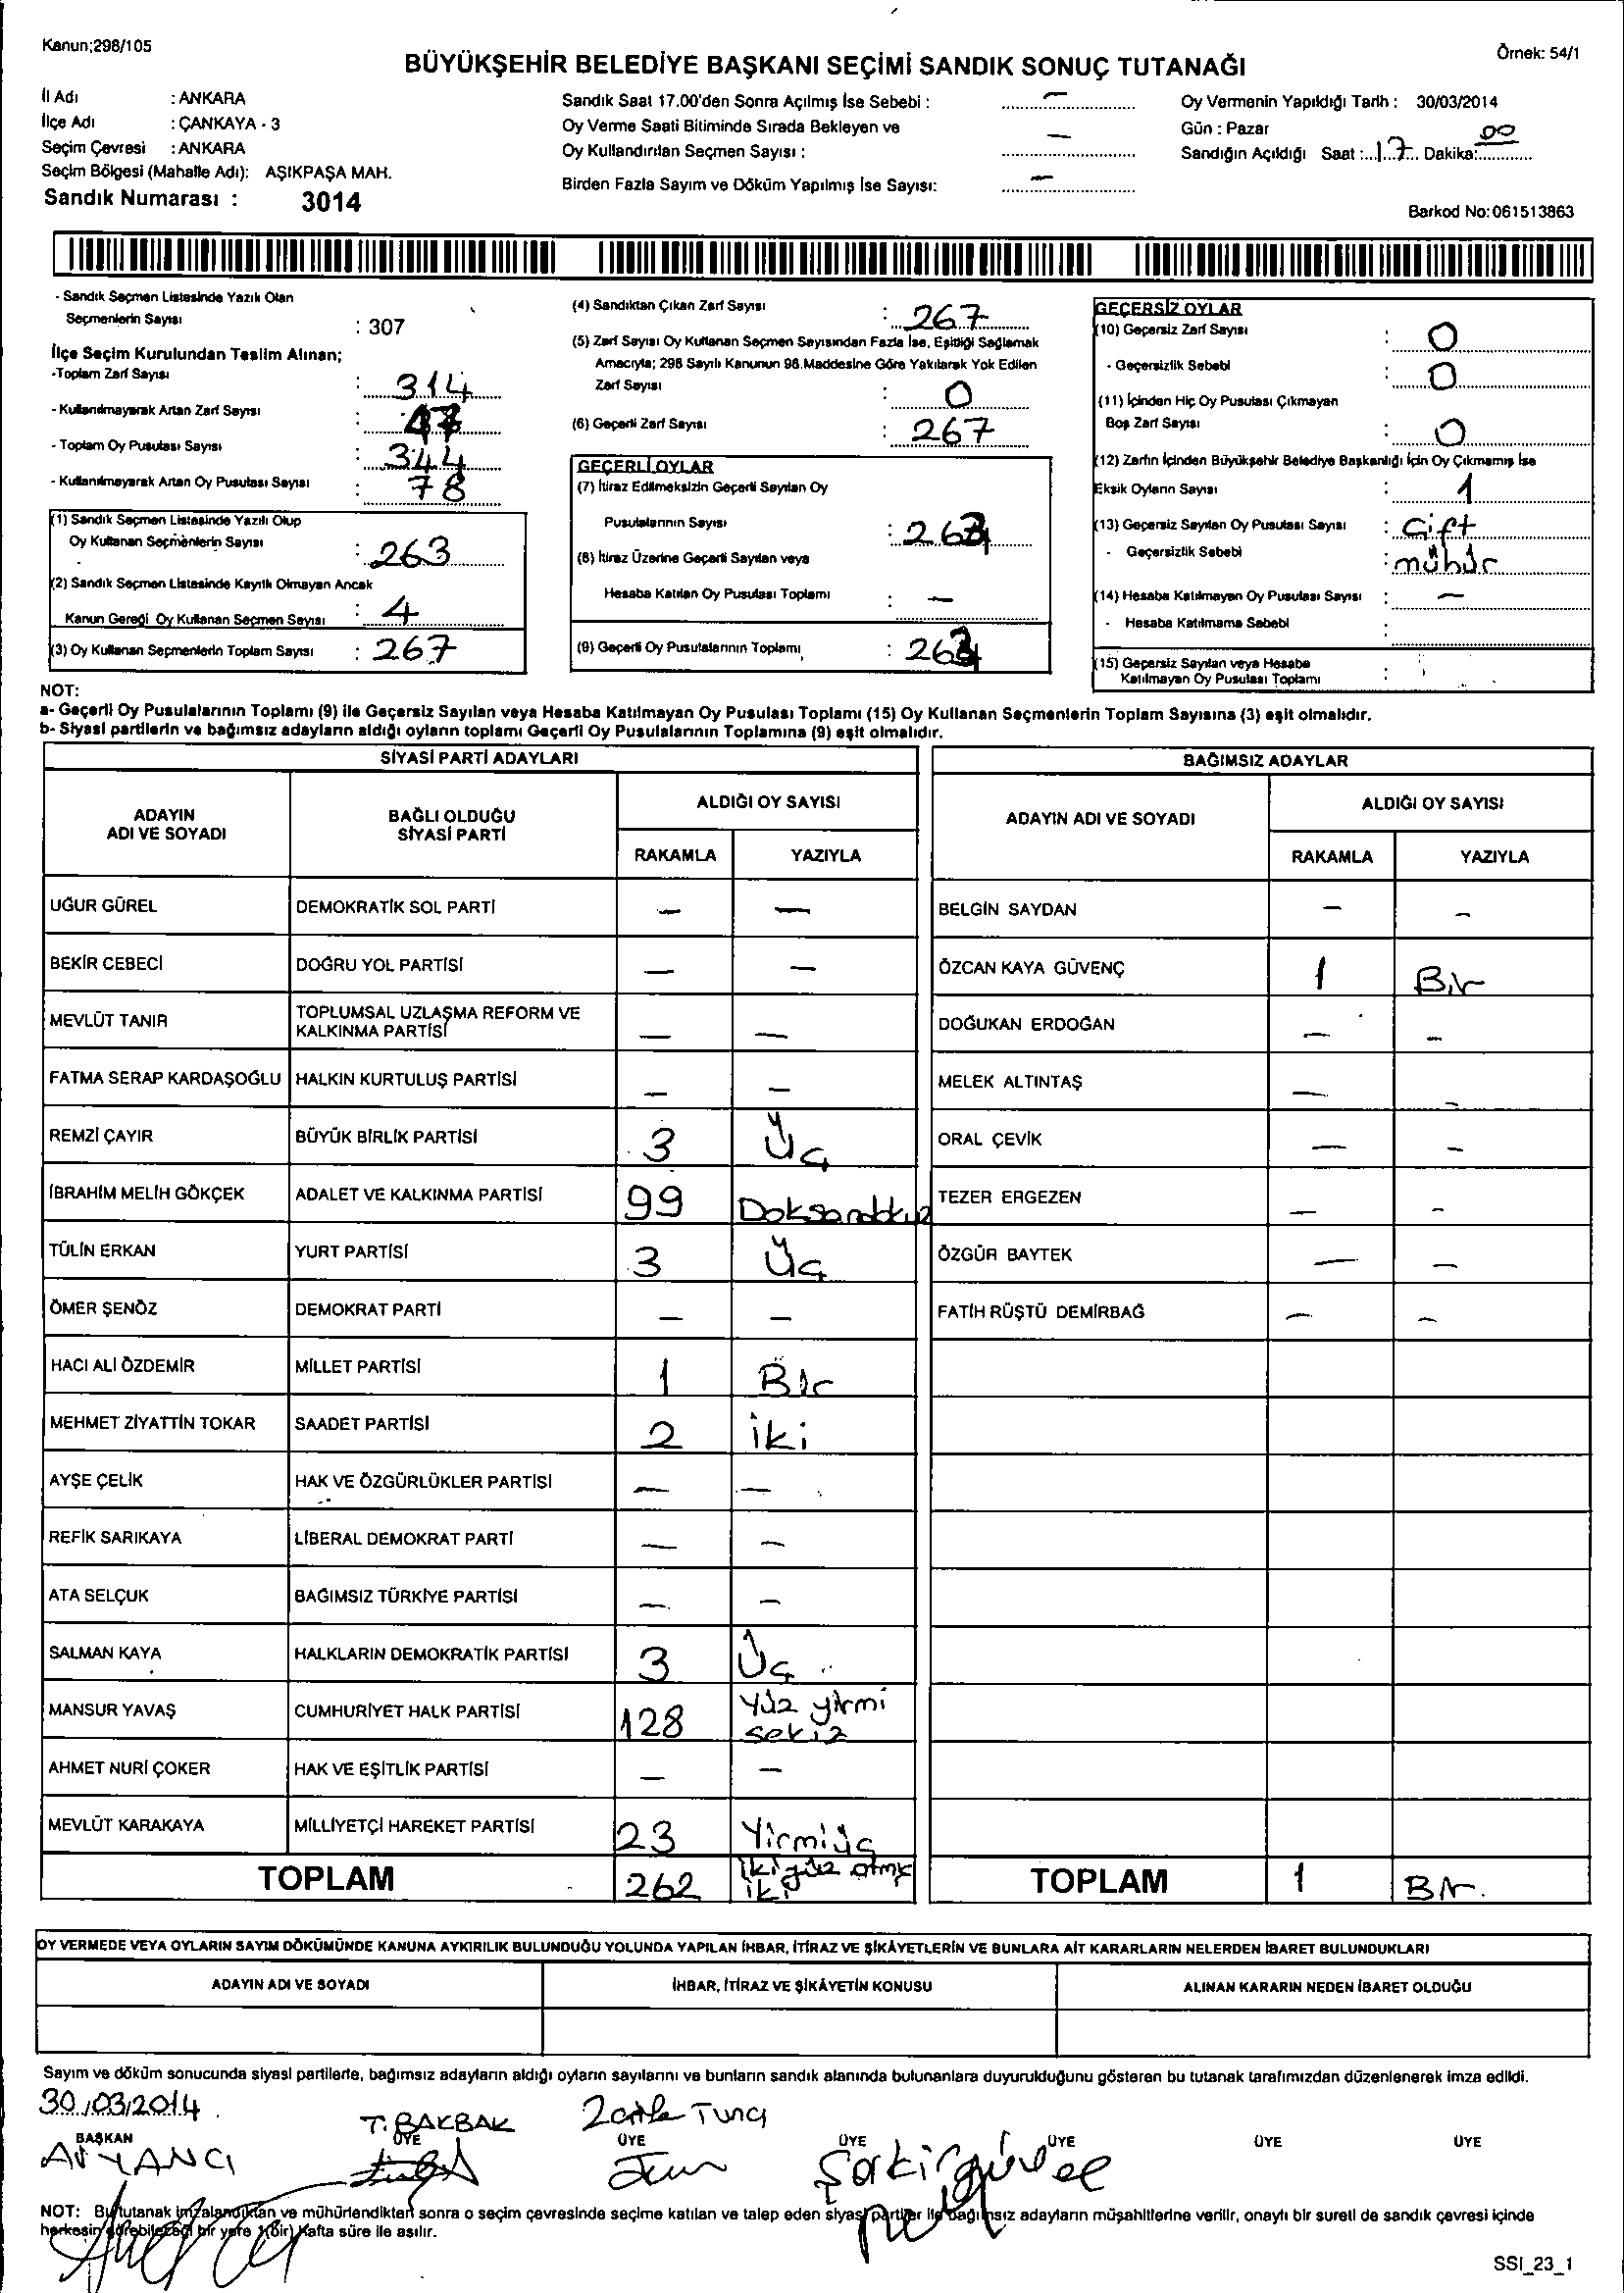 Kanun;298/105
Örnek: 54/1
BÜYÜKŞEHİR BELEDİYE BAŞKANI SEÇİMİ SANDIK SONUÇ TUTANAĞI
İl Adı : ANKARA
İlçe Adı : ÇANKAYA - 3
Seçim Çevresi : ANKARA
Seçim Bölgesi (Mahalle Adı): AŞIKPAŞA MAH.
Sandık Numarası : 3014
Sandık Saat 17.00'den Sonra Açılmış İse Sebebi : —
Oy Verme Saati Bitiminde Sırada Bekleyen ve
Oy Kullandırılan Seçmen Sayısı : —
Birden Fazla Sayım ve Döküm Yapılmış İse Sayısı: —
Oy Vermenin Yapıldığı Tarih : 30/03/2014
Gün : Pazar
Sandığın Açıldığı Saat : 17 Dakika: 00
Barkod No:061513863
- Sandık Seçmen Listesinde Yazılı Olan
Seçmenlerin Sayısı : 307
İlçe Seçim Kurulundan Teslim Alınan;
-Toplam Zarf Sayısı : 314
- Kullanılmayarak Artan Zarf Sayısı : 47
- Toplam Oy Pusulası Sayısı : 344
- Kullanılmayarak Artan Oy Pusulası Sayısı : 78
(1) Sandık Seçmen Listesinde Yazılı Olup
Oy Kullanan Seçmenlerin Sayısı : 263
(2) Sandık Seçmen Listesinde Kayıtlı Olmayan Ancak
Kanun Gereği Oy Kullanan Seçmen Sayısı : 4
(3) Oy Kullanan Seçmenlerin Toplam Sayısı : 267
(4) Sandıktan Çıkan Zarf Sayısı : 267
(5) Zarf Sayısı Oy Kullanan Seçmen Sayısından Fazla İse, Eşitliği Sağlamak
Amacıyla; 298 Sayılı Kanunun 98.Maddesine Göre Yakılarak Yok Edilen
Zarf Sayısı : 0
(6) Geçerli Zarf Sayısı : 267
GEÇERLİ OYLAR
(7) İtiraz Edilmeksizin Geçerli Sayılan Oy
Pusulalarının Sayısı :
(8) İtiraz Üzerine Geçerli Sayılan veya
Hesaba Katılan Oy Pusulası Toplamı : —
(9) Geçerli Oy Pusulalarının Toplamı :
GEÇERSİZ OYLAR
(10) Geçersiz Zarf Sayısı : 0
- Geçersizlik Sebebi : 0
(11) İçinden Hiç Oy Pusulası Çıkmayan
Boş Zarf Sayısı : 0
(12) Zarfın İçinden Büyükşehir Belediye Başkanlığı İçin Oy Çıkmamış İse
Eksik Oyların Sayısı : 1
(13) Geçersiz Sayılan Oy Pusulası Sayısı : Çift
- Geçersizlik Sebebi : mühür
(14) Hesaba Katılmayan Oy Pusulası Sayısı : —
- Hesaba Katılmama Sebebi :
(15) Geçersiz Sayılan veya Hesaba
Katılmayan Oy Pusulası Toplamı :
NOT:
a- Geçerli Oy Pusulalarının Toplamı (9) ile Geçersiz Sayılan veya Hesaba Katılmayan Oy Pusulası Toplamı (15) Oy Kullanan Seçmenlerin Toplam Sayısına (3) eşit olmalıdır.
b- Siyasi partilerin ve bağımsız adayların aldığı oyların toplamı Geçerli Oy Pusulalarının Toplamına (9) eşit olmalıdır.
SİYASİ PARTİ ADAYLARI
ADAYIN ADI VE SOYADI
BAĞLI OLDUĞU SİYASİ PARTİ
ALDIĞI OY SAYISI
RAKAMLA YAZIYLA
UĞUR GÜREL DEMOKRATİK SOL PARTİ — —
BEKİR CEBECİ DOĞRU YOL PARTİSİ — —
MEVLÜT TANIR TOPLUMSAL UZLAŞMA REFORM VE KALKINMA PARTİSİ — —
FATMA SERAP KARDAŞOĞLU HALKIN KURTULUŞ PARTİSİ — —
REMZİ ÇAYIR BÜYÜK BİRLİK PARTİSİ 3 Üç
İBRAHİM MELİH GÖKÇEK ADALET VE KALKINMA PARTİSİ 99 Doksandokuz
TÜLİN ERKAN YURT PARTİSİ 3 Üç
ÖMER ŞENÖZ DEMOKRAT PARTİ — —
HACI ALİ ÖZDEMİR MİLLET PARTİSİ 1 Bir
MEHMET ZİYATTİN TOKAR SAADET PARTİSİ 2 iki
AYŞE ÇELİK HAK VE ÖZGÜRLÜKLER PARTİSİ — —
REFİK SARIKAYA LİBERAL DEMOKRAT PARTİ — —
ATA SELÇUK BAĞIMSIZ TÜRKİYE PARTİSİ — —
SALMAN KAYA HALKLARIN DEMOKRATİK PARTİSİ 3 Üç
MANSUR YAVAŞ CUMHURİYET HALK PARTİSİ 128 Yüz yirmi sekiz
AHMET NURİ ÇOKER HAK VE EŞİTLİK PARTİSİ — —
MEVLÜT KARAKAYA MİLLİYETÇİ HAREKET PARTİSİ 23 Yirmiüç
TOPLAM 262 ikiyüz atmış iki
BAĞIMSIZ ADAYLAR
ADAYIN ADI VE SOYADI
ALDIĞI OY SAYISI
RAKAMLA YAZIYLA
BELGİN SAYDAN — —
ÖZCAN KAYA GÜVENÇ 1 Bir
DOĞUKAN ERDOĞAN — —
MELEK ALTINTAŞ — —
ORAL ÇEVİK — —
TEZER ERGEZEN — —
ÖZGÜR BAYTEK — —
FATİH RÜŞTÜ DEMİRBAĞ — —
TOPLAM 1 Bir.
OY VERMEDE VEYA OYLARIN SAYIM DÖKÜMÜNDE KANUNA AYKIRILIK BULUNDUĞU YOLUNDA YAPILAN İHBAR, İTİRAZ VE ŞİKÂYETLERİN VE BUNLARA AİT KARARLARIN NELERDEN İBARET BULUNDUKLARI
ADAYIN ADI VE SOYADI
İHBAR, İTİRAZ VE ŞİKÂYETİN KONUSU
ALINAN KARARIN NEDEN İBARET OLDUĞU
Sayım ve döküm sonucunda siyasi partilerle, bağımsız adayların aldığı oyların sayılarını ve bunların sandık alanında bulunanlara duyurulduğunu gösteren bu tutanak tarafımızdan düzenlenerek imza edildi.
30/03/2014
T. BAKBAK
Tunç
BAŞKAN ÜYE ÜYE ÜYE ÜYE ÜYE ÜYE
NOT: Bu tutanak imzalandıktan ve mühürlendikten sonra o seçim çevresinde seçime katılan ve talep eden siyasi partiler ile bağımsız adayların müşahitlerine verilir, onaylı bir sureti de sandık çevresi içinde
herkesin görebileceği bir yere 1(bir) hafta süre ile asılır.
SSI_23_1